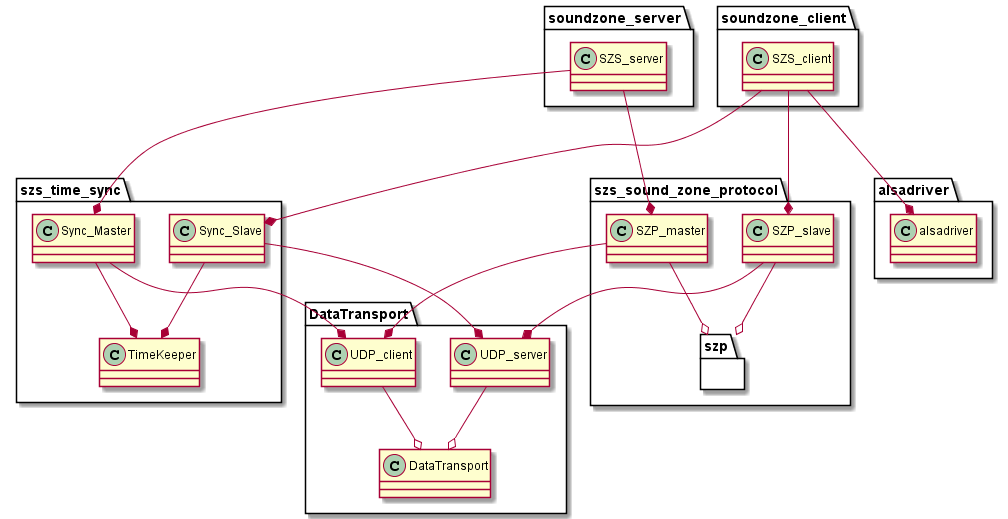 soundzone_server
soundzone_client
C SZS_server
C SZS_client
szs_time_sync
szs_sound_zone_protocol
alsadriver
C Sync_Master
C Sync_Slave
C SZP_master
C SZP_slave
C alsadriver
DataTransport
szp
C TimeKeeper
C UDP_client
C UDP_server
C DataTransport